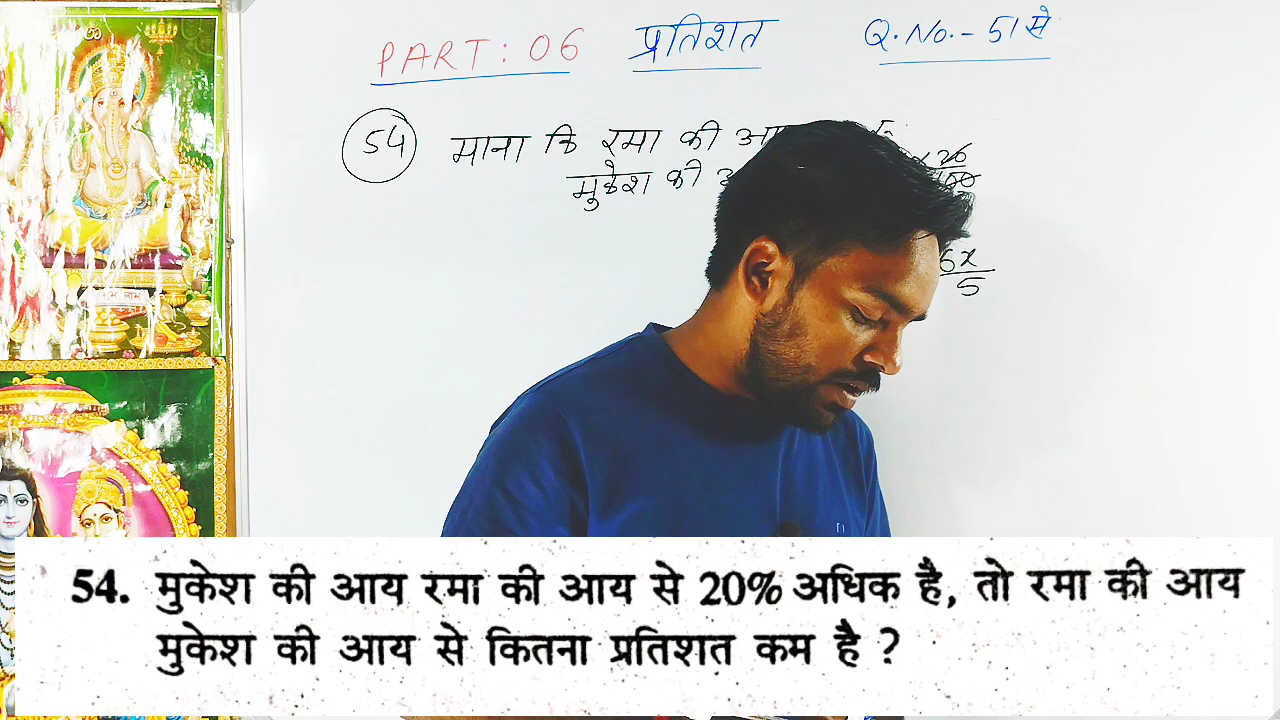 PART : 06 प्रतिशत Q. No. - 51 से
54 माना कि रमा की
मुकेश की
6x
5
54. मुकेश की आय रमा की आय से 20% अधिक है, तो रमा की आय
मुकेश की आय से कितना प्रतिशत कम है ?